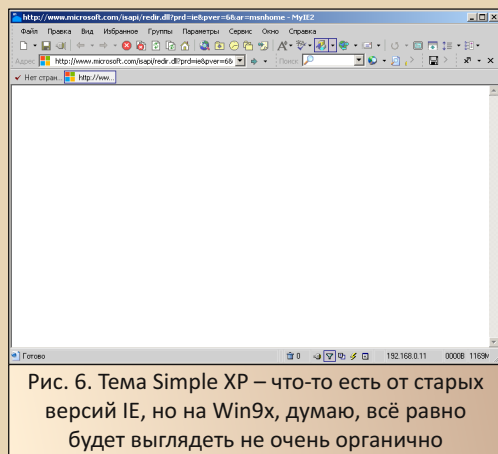 http://www.microsoft.com/isapi/redir.dll?prd=ie&pver=6&ar=msnhome - MyIE2
Файл Правка Вид Избранное Группы Параметры Сервис Окно Справка
Адрес http://www.microsoft.com/isapi/redir.dll?prd=ie&pver=6& Поиск
Нет стран... http://ww...
Готово 0 192.168.0.11 0000B 1169M
Рис. 6. Тема Simple XP – что-то есть от старых
версий IE, но на Win9x, думаю, всё равно
будет выглядеть не очень органично